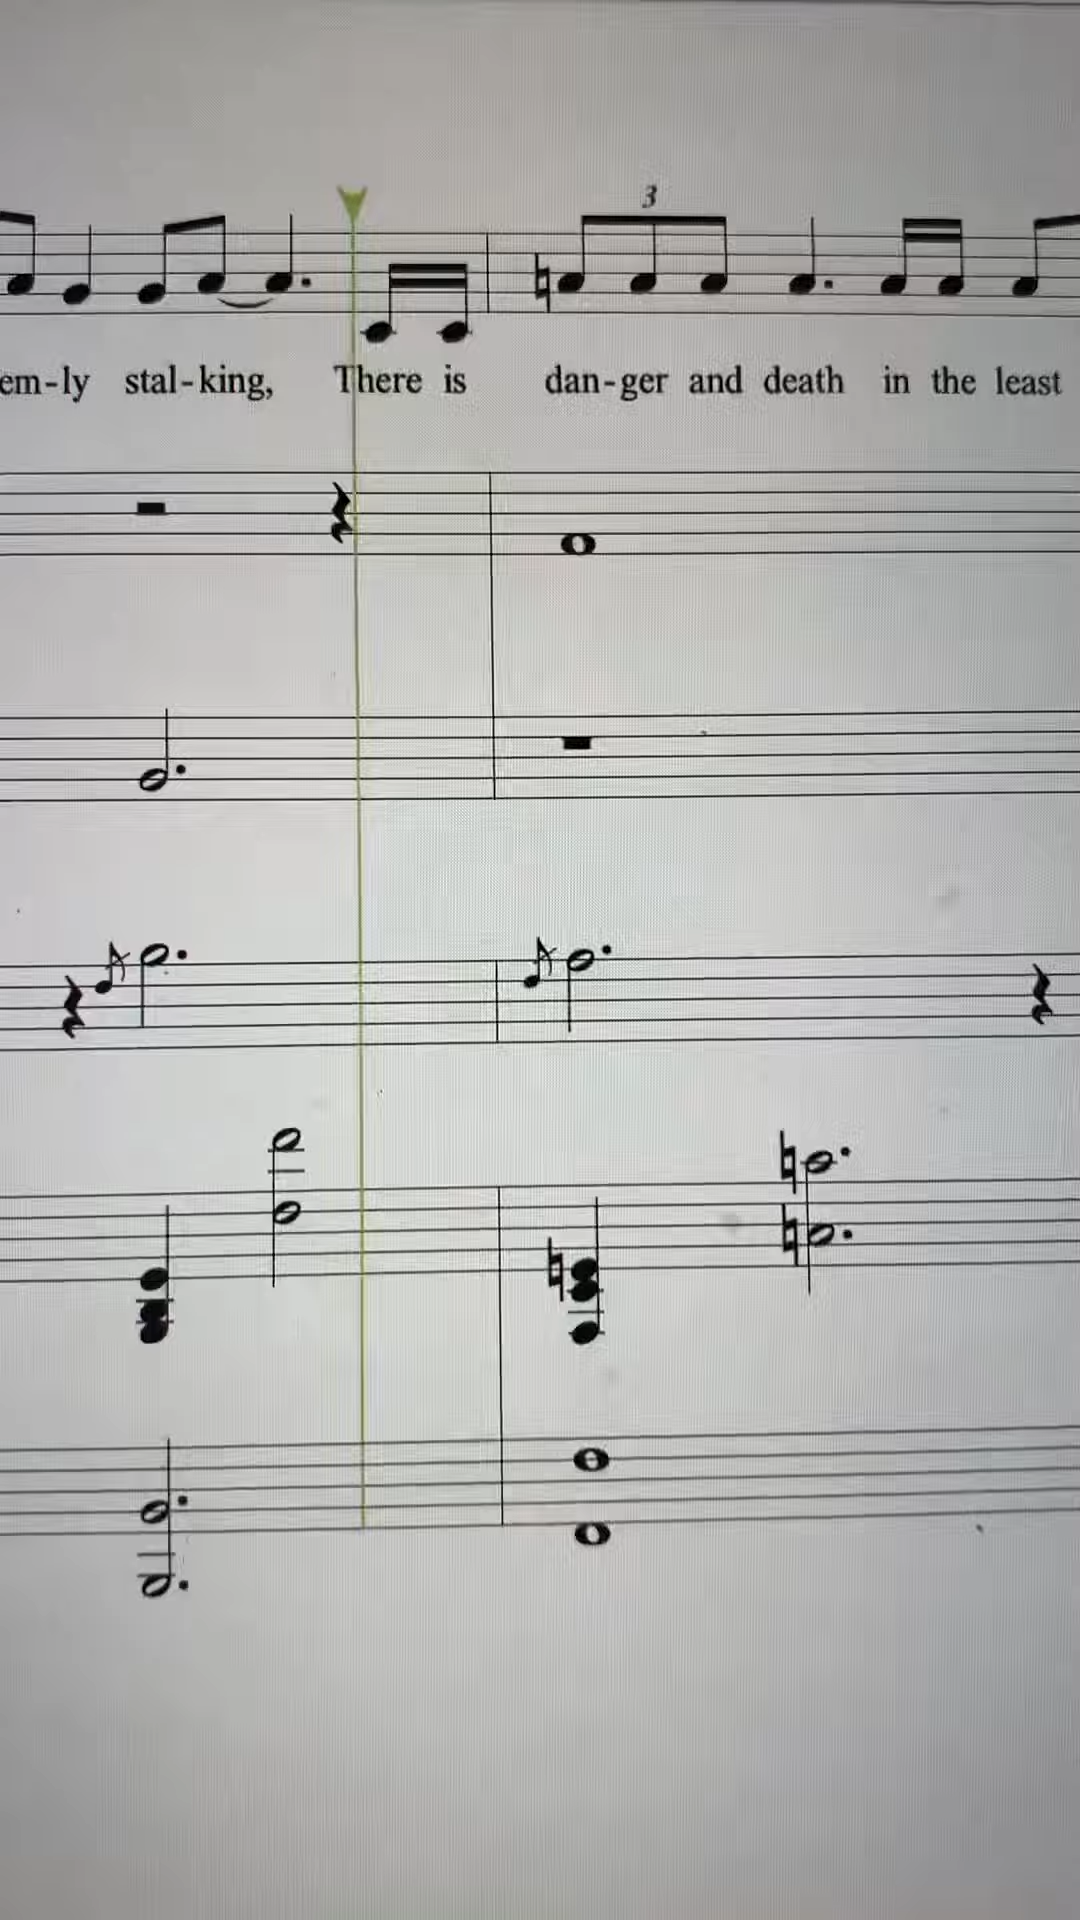 3
em-ly stal-king, There is dan-ger and death in the least